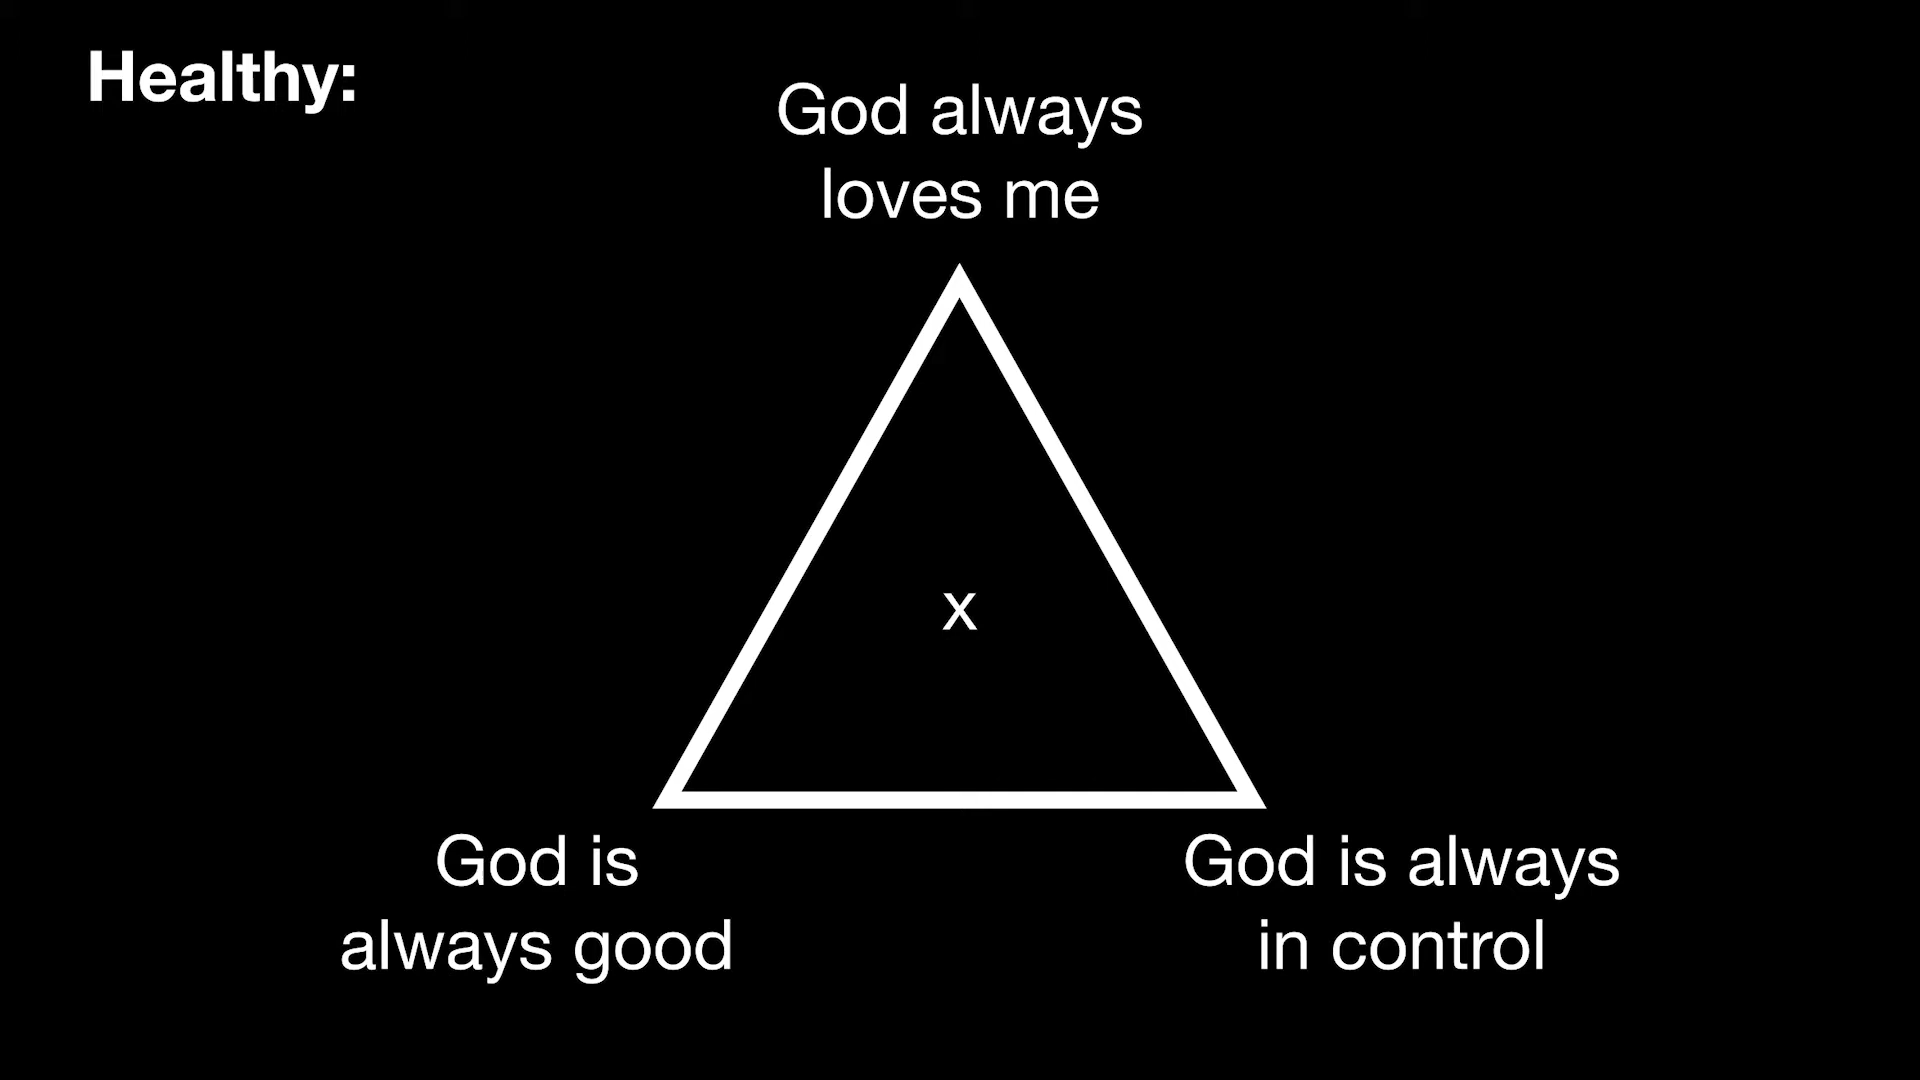 Healthy:
God always
loves me
x
God is
always good
God is always
in control